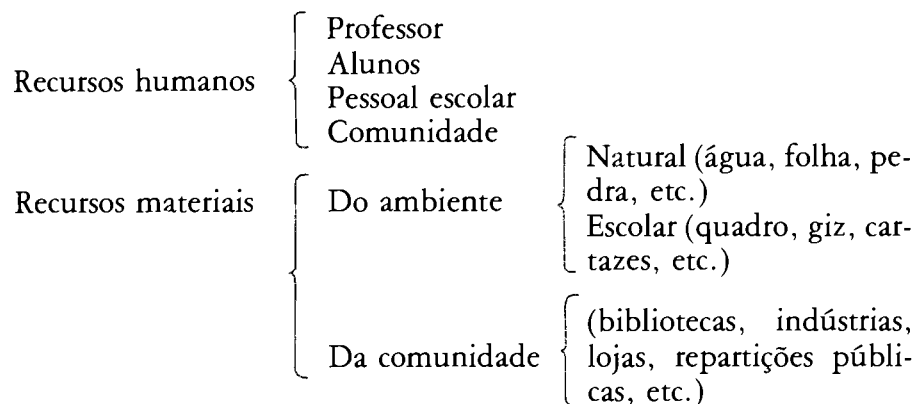 Recursos humanos
Professor
Alunos
Pessoal escolar
Comunidade
Recursos materiais
Do ambiente
Natural (água, folha, pe-
dra, etc.)
Escolar (quadro, giz, car-
tazes, etc.)
Da comunidade
(bibliotecas, indústrias,
lojas, repartições públi-
cas, etc.)